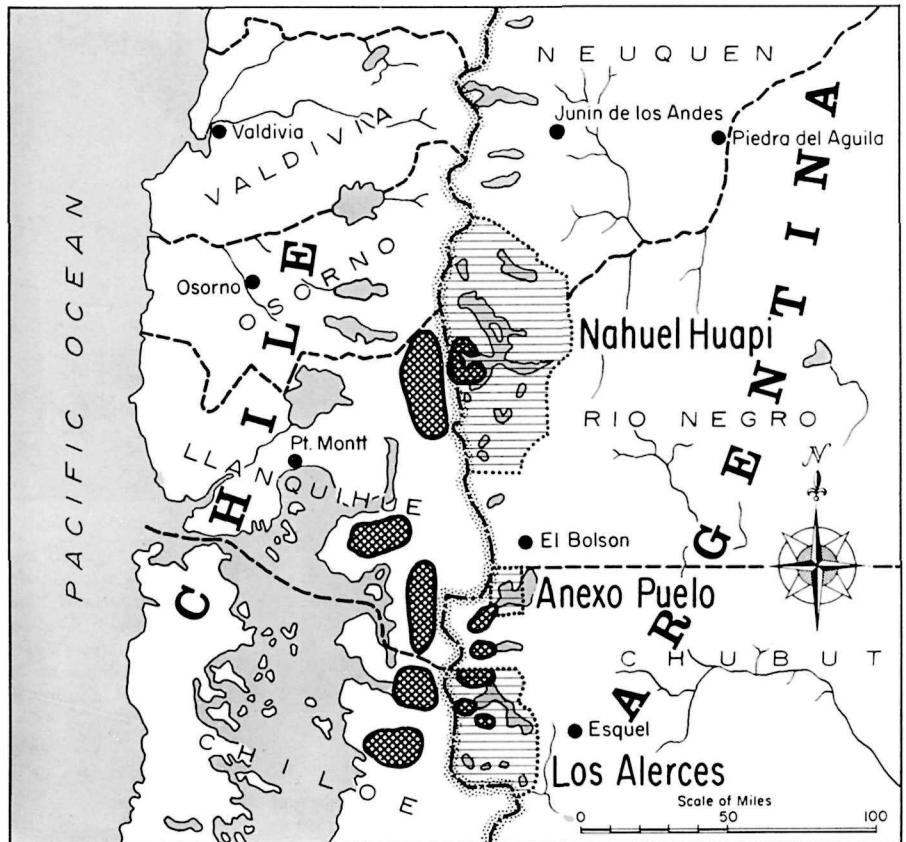 NEUQUEN
Junin de los Andes
Piedra del Aguila
Valdivia
VALDIVIA
PACIFIC OCEAN
CHILE
ARGENTINA
OSORNO
Osorno
Nahuel Huapi
RIO NEGRO
Pt. Montt
LLANQUIHUE
N
El Bolson
Anexo Puelo
CHUBUT
Esquel
Los Alerces
CHILOE
Scale of Miles
0 50 100